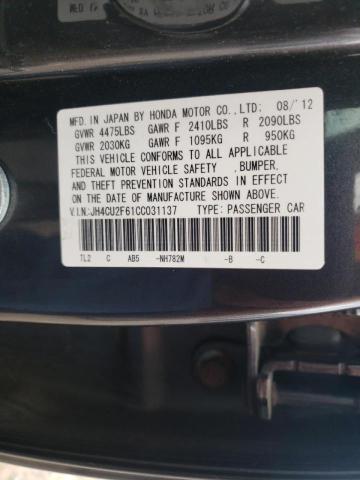 MFD. IN JAPAN BY HONDA MOTOR CO., LTD. 08/'12
GVWR 4475LBS GAWR F 2410LBS R 2090LBS
GVWR 2030KG GAWR F 1095KG R 950KG
THIS VEHICLE CONFORMS TO ALL APPLICABLE
FEDERAL MOTOR VEHICLE SAFETY , BUMPER,
AND THEFT PREVENTION STANDARDS IN EFFECT
ON THE DATE OF MANUFACTURE SHOWN ABOVE.
V.I.N:JH4CU2F61CC031137 TYPE: PASSENGER CAR
TL2 C AB5 -NH782M -B -C